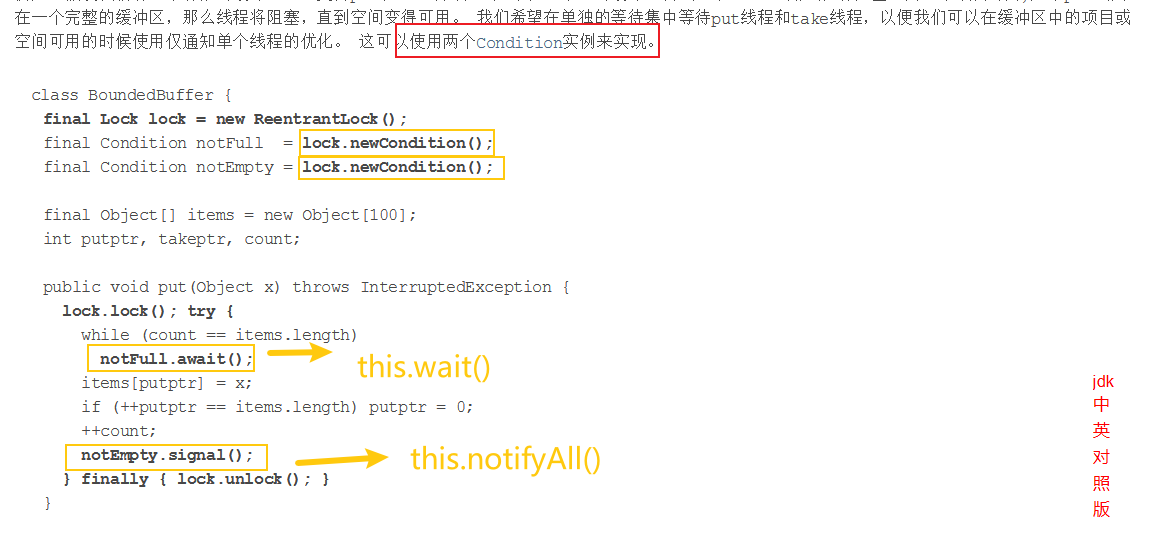 在一个完整的缓冲区，那么线程将阻塞，直到空间变得可用。 我们希望在单独的等待集中等待put线程和take线程，以便我们可以在缓冲区中的项目或
空间可用的时候使用仅通知单个线程的优化。 这可以使用两个Condition实例来实现。
class BoundedBuffer {
final Lock lock = new ReentrantLock();
final Condition notFull  = lock.newCondition();
final Condition notEmpty = lock.newCondition();
final Object[] items = new Object[100];
int putptr, takeptr, count;
public void put(Object x) throws InterruptedException {
lock.lock(); try {
while (count == items.length)
notFull.await();
this.wait()
items[putptr] = x;
if (++putptr == items.length) putptr = 0;
++count;
notEmpty.signal();
this.notifyAll()
} finally { lock.unlock(); }
}
jdk
中
英
对
照
版